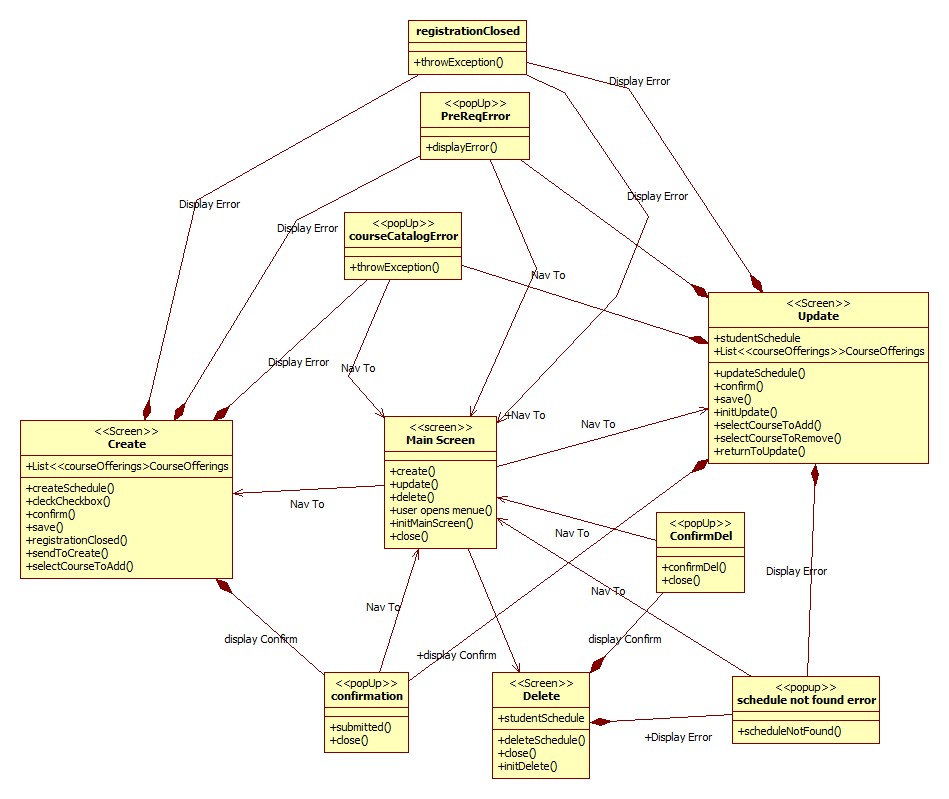 registrationClosed
+throwException()
Display Error
<<popUp>>
PreReqError
+displayError()
Display Error
Display Error
Display Error
<<popUp>>
courseCatalogError
+throwException()
Nav To
<<Screen>>
Update
+studentSchedule
+List<<courseOfferings>>CourseOfferings
+updateSchedule()
+confirm()
+save()
+initUpdate()
+selectCourseToAdd()
+selectCourseToRemove()
+returnToUpdate()
Display Error
Nav To
+Nav To
Nav To
<<Screen>>
Create
+List<<courseOfferings>CourseOfferings
+createSchedule()
+cleckCheckbox()
+confirm()
+save()
+registrationClosed()
+sendToCreate()
+selectCourseToAdd()
<<screen>>
Main Screen
+create()
+update()
+delete()
+user opens menue()
+initMainScreen()
+close()
Nav To
Nav To
<<popUp>>
ConfirmDel
+confirmDel()
+close()
Display Error
Nav To
Nav To
display Confirm
display Confirm
+display Confirm
<<popUp>>
confirmation
+submitted()
+close()
<<Screen>>
Delete
+studentSchedule
+deleteSchedule()
+close()
+initDelete()
+Display Error
<<popup>>
schedule not found error
+scheduleNotFound()